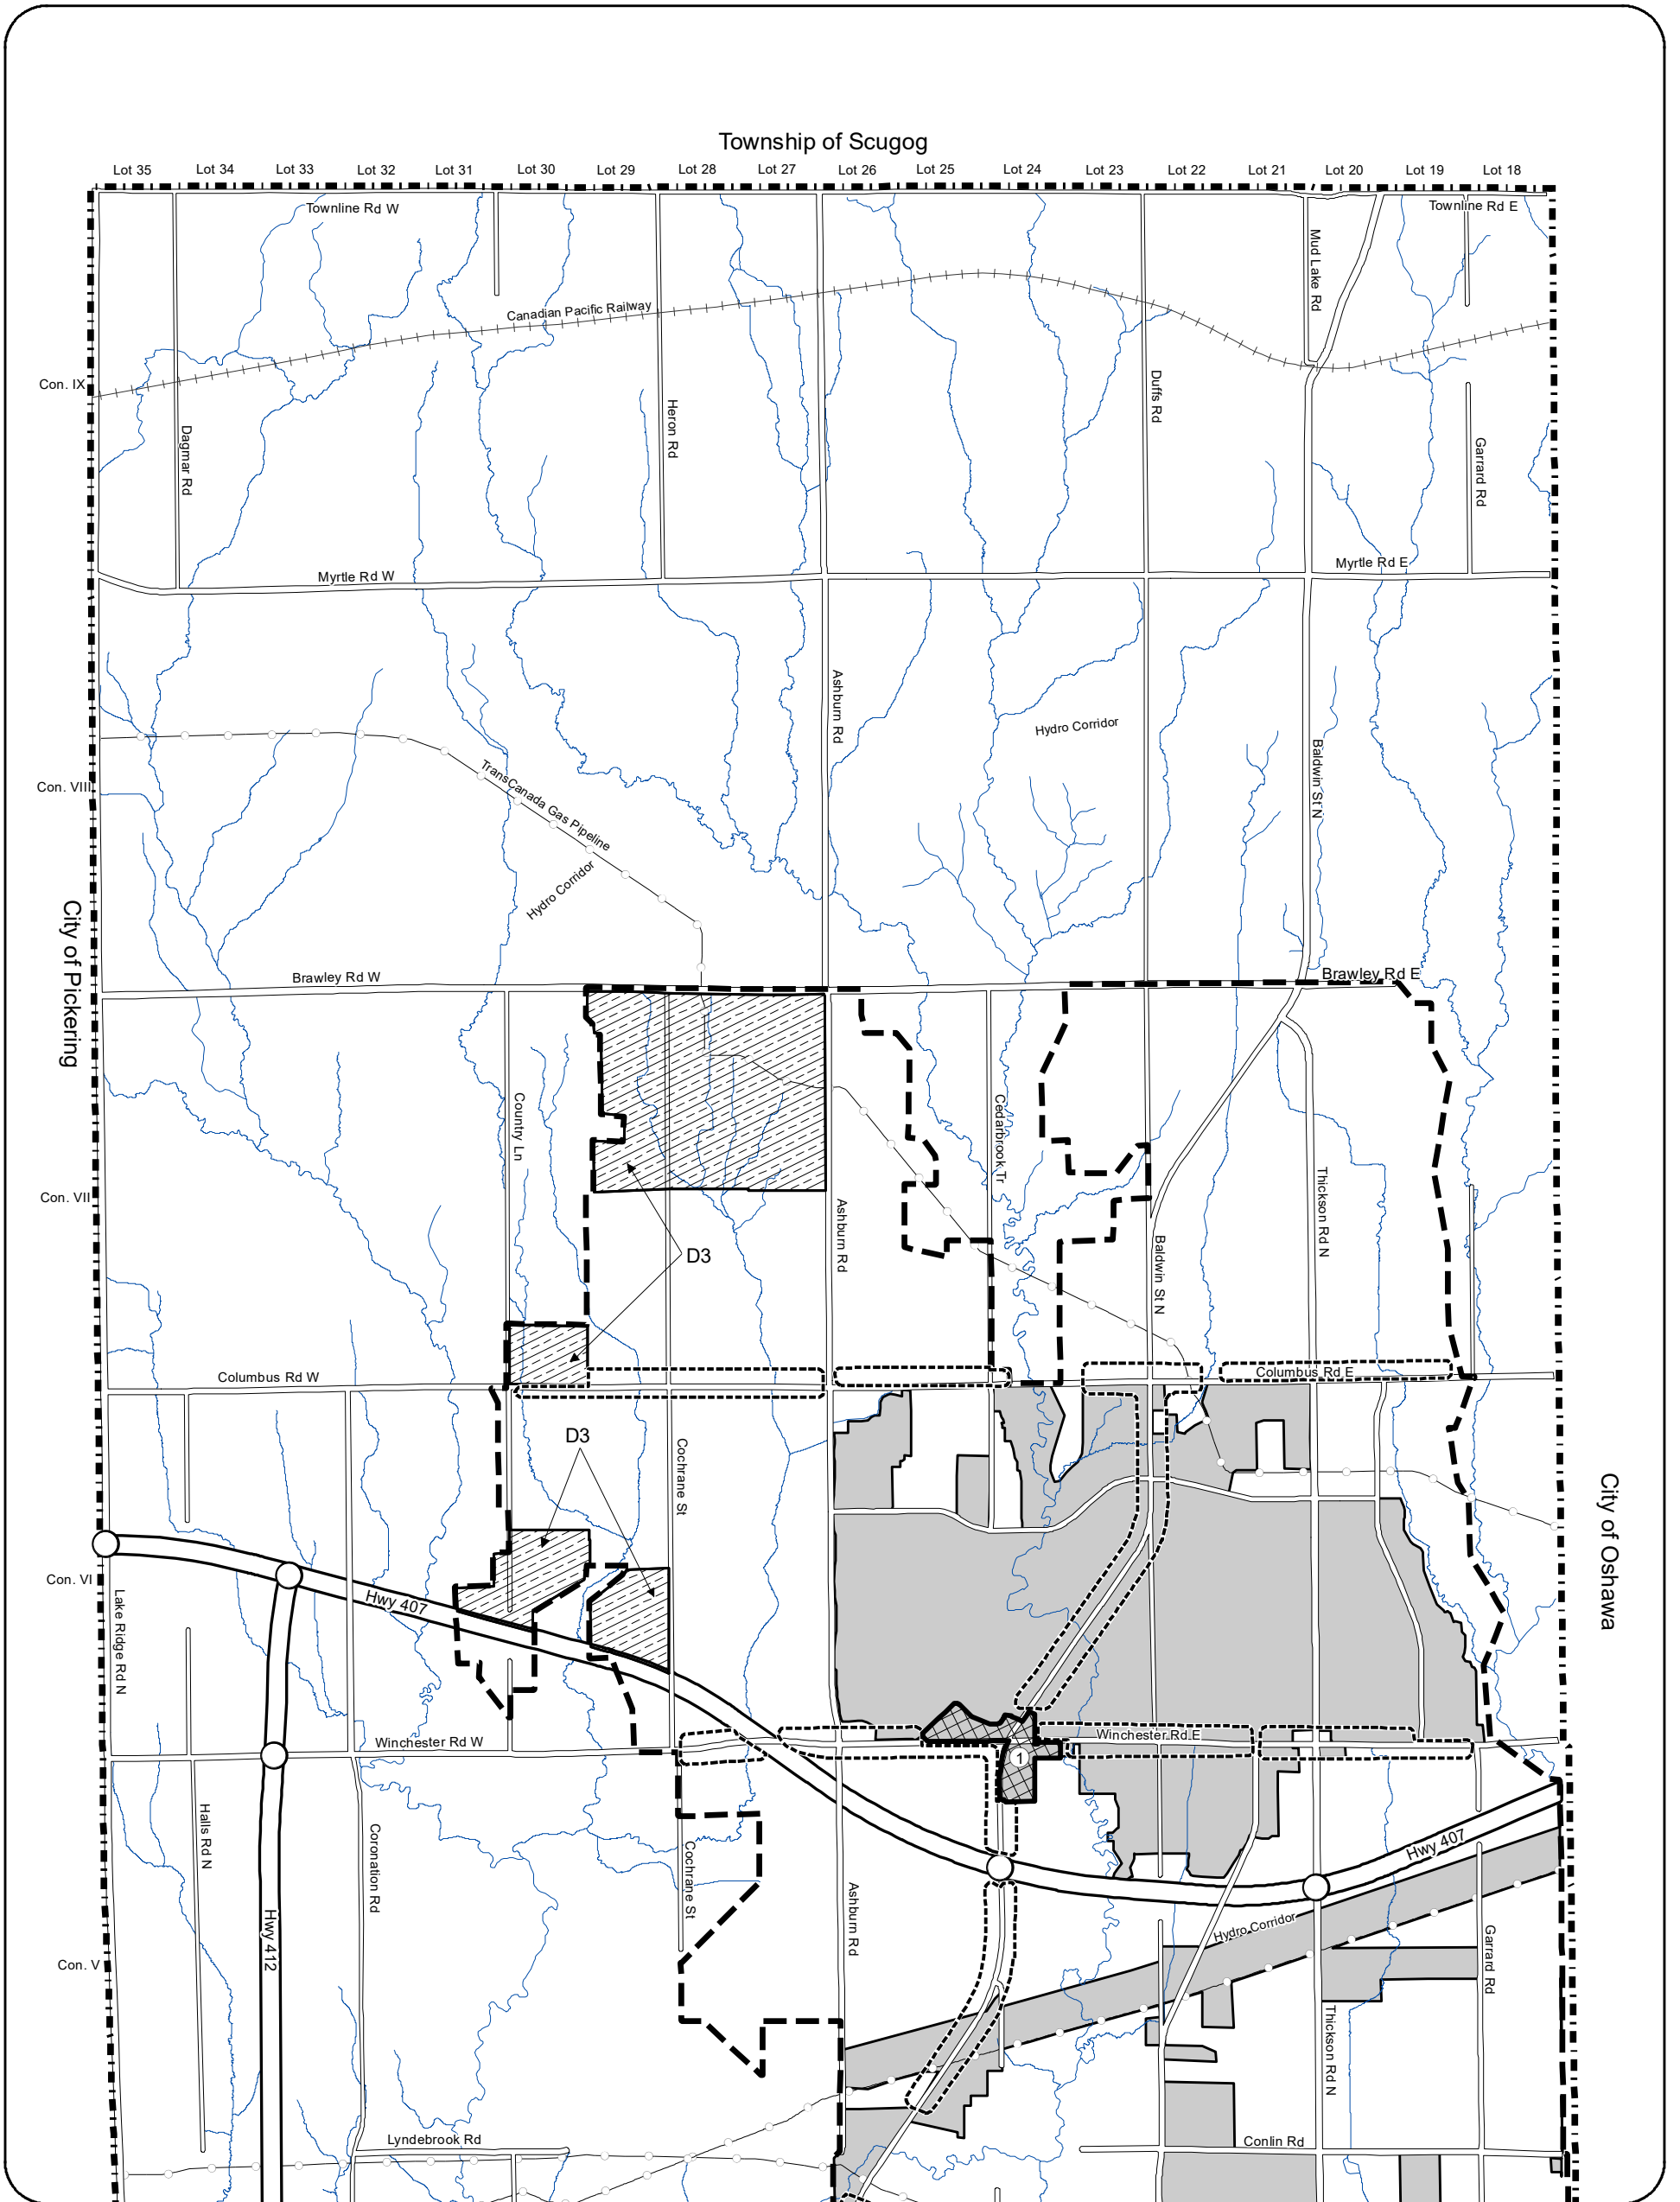 Township of Scugog
Lot 35 Lot 34 Lot 33 Lot 32 Lot 31 Lot 30 Lot 29 Lot 28 Lot 27 Lot 26 Lot 25 Lot 24 Lot 23 Lot 22 Lot 21 Lot 20 Lot 19 Lot 18
Townline Rd W
Townline Rd E
Mud Lake Rd
Canadian Pacific Railway
Con. IX
Dagmar Rd
Heron Rd
Duffs Rd
Garrard Rd
Myrtle Rd W
Myrtle Rd E
Ashburn Rd
Hydro Corridor
Baldwin St N
Con. VIII
TransCanada Gas Pipeline
Hydro Corridor
City of Pickering
Brawley Rd W
Brawley Rd E
Country Ln
Cedarbrook Tr
Con. VII
Ashburn Rd
Thickson Rd N
Baldwin St N
D3
Columbus Rd W
Columbus Rd E
D3
Cochrane St
City of Oshawa
Con. VI
Lake Ridge Rd N
Hwy 407
Winchester Rd W
Winchester Rd E
1
Halls Rd N
Coronation Rd
Cochrane St
Ashburn Rd
Hwy 407
Hwy 412
Hydro Corridor
Garrard Rd
Con. V
Thickson Rd N
Lyndebrook Rd
Conlin Rd